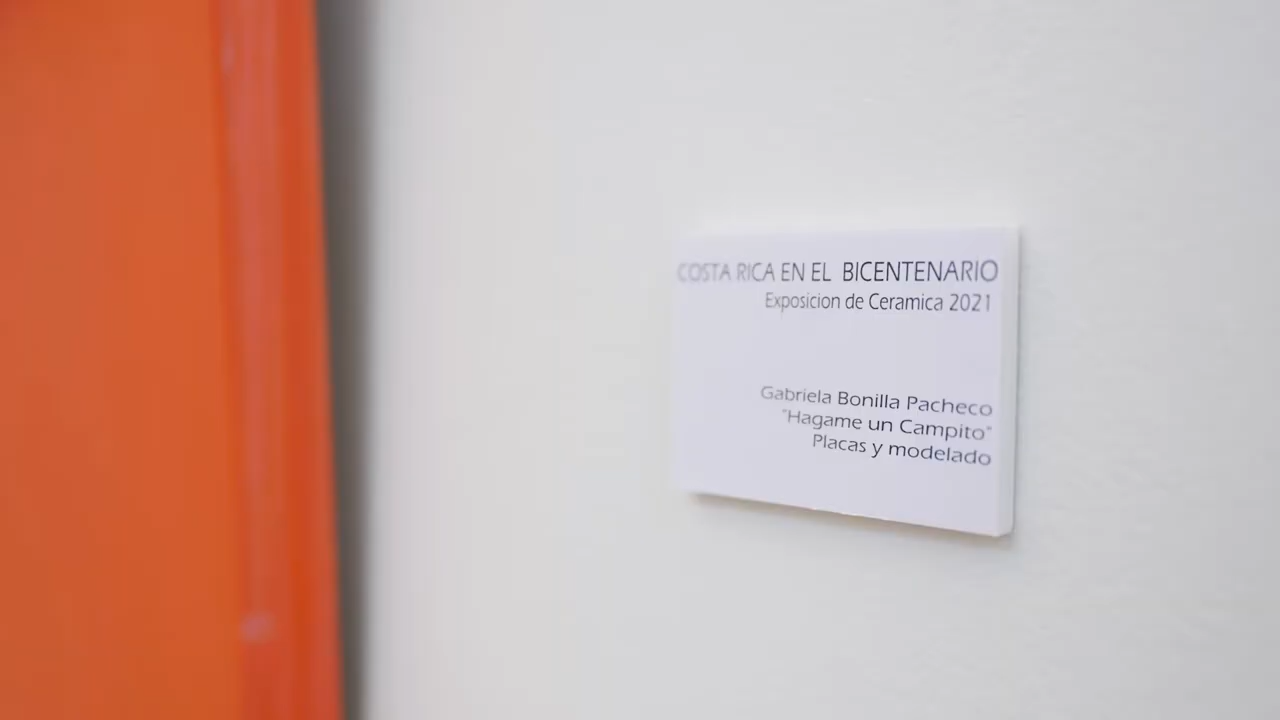 COSTA RICA EN EL BICENTENARIO
Exposicion de Ceramica 2021
Gabriela Bonilla Pacheco
"Hagame un Campito"
Placas y modelado